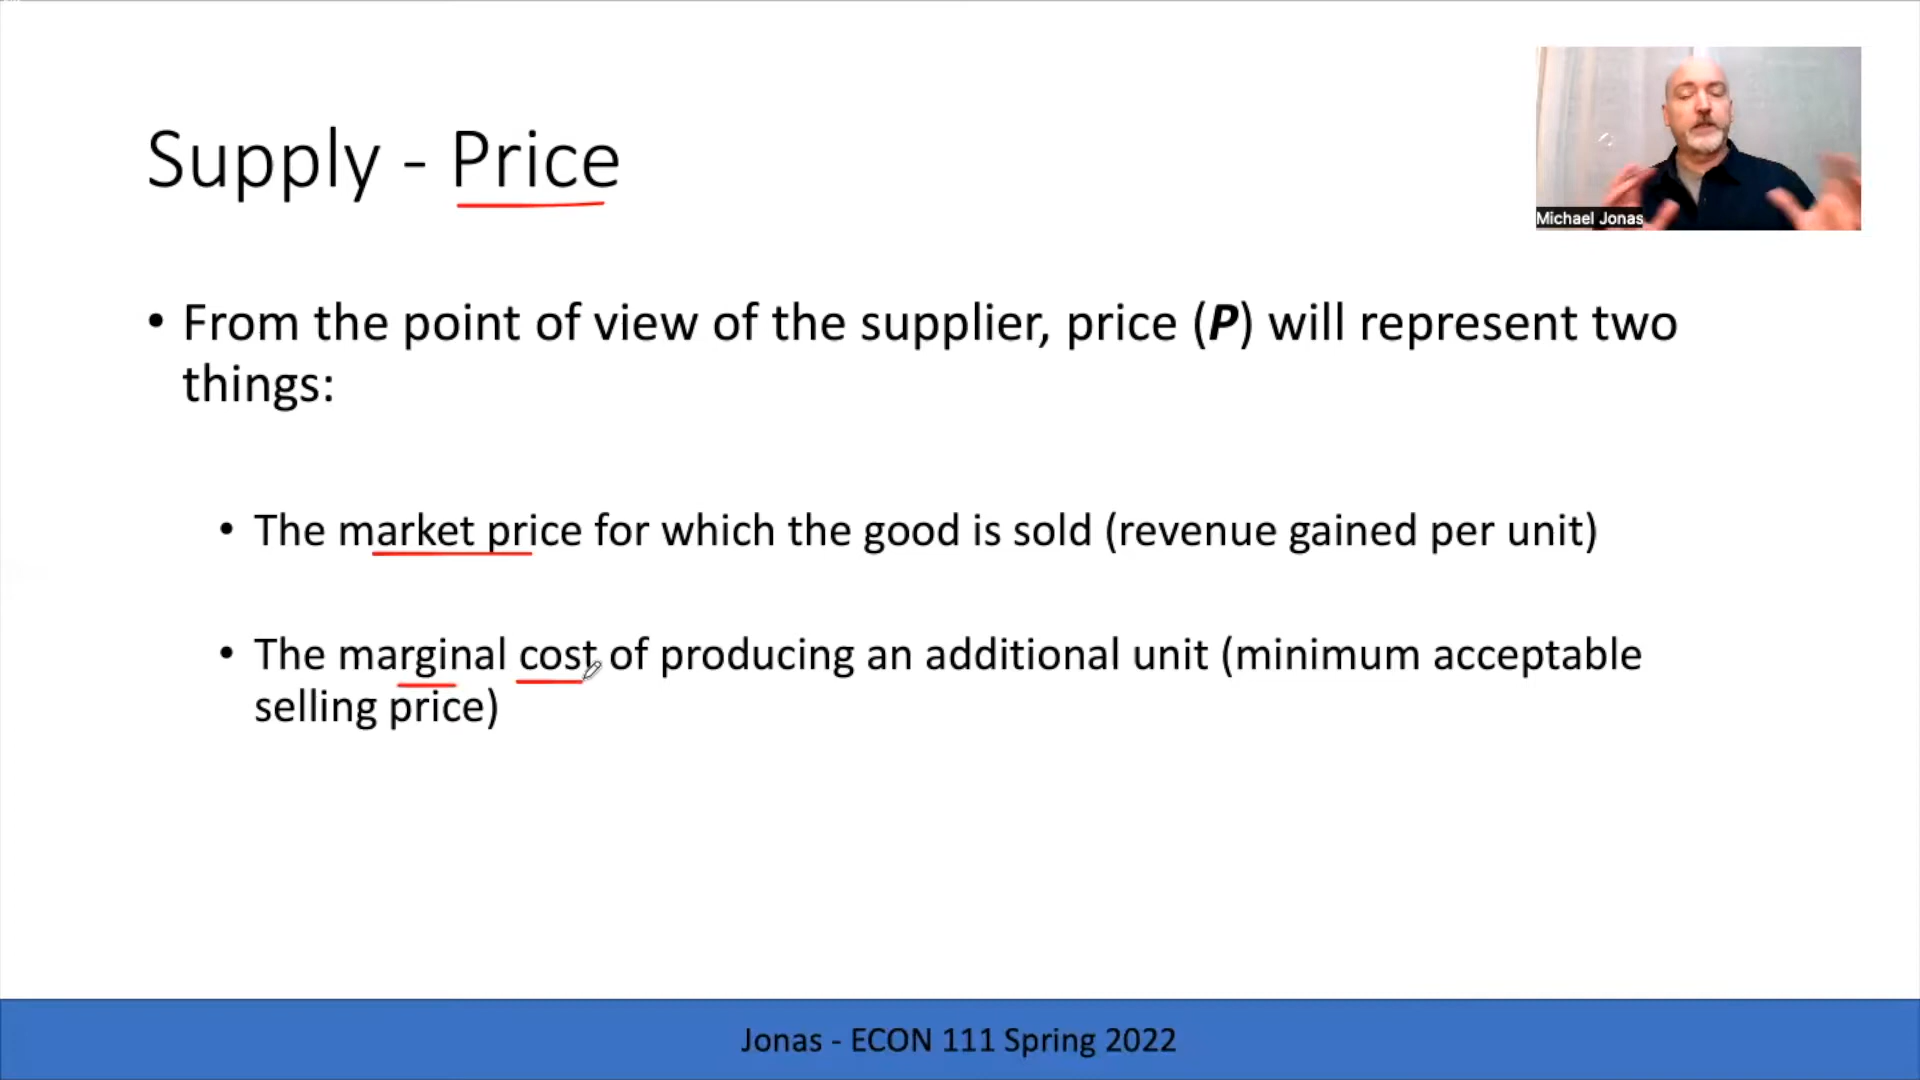 Supply - Price
Michael Jonas
• From the point of view of the supplier, price (P) will represent two
things:
• The market price for which the good is sold (revenue gained per unit)
• The marginal cost of producing an additional unit (minimum acceptable
selling price)
Jonas - ECON 111 Spring 2022